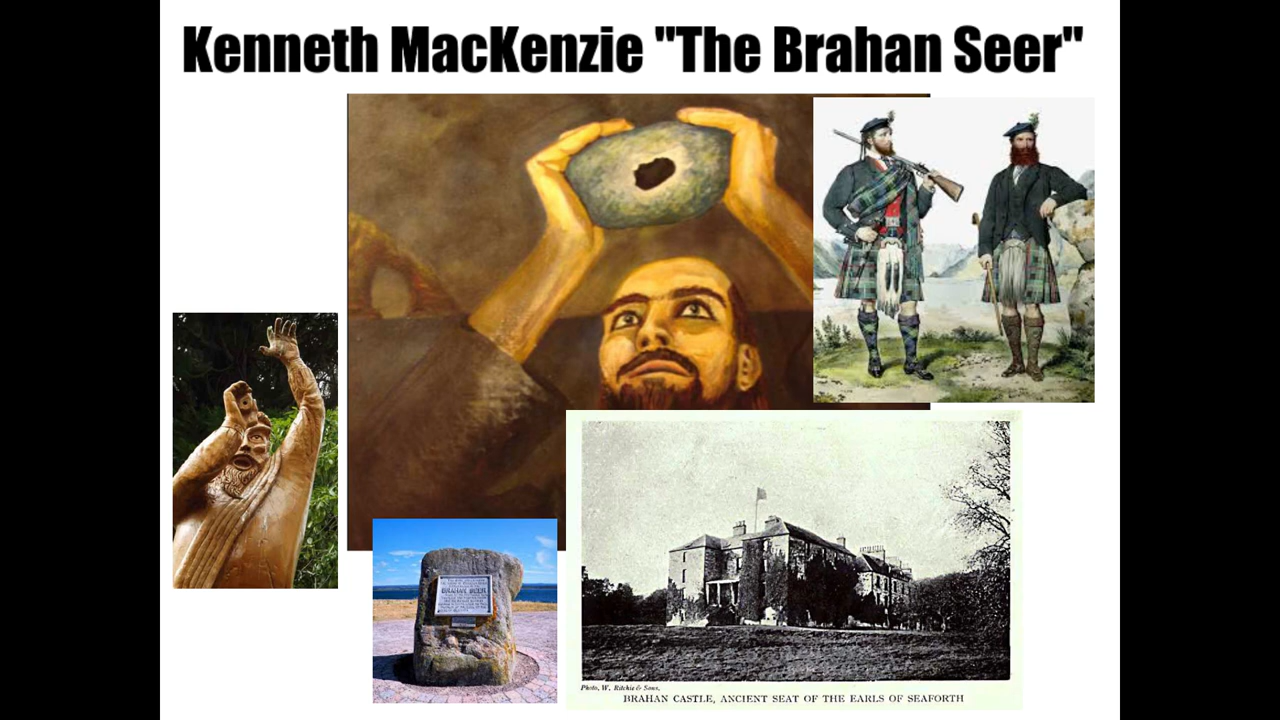 Kenneth MacKenzie "The Brahan Seer"
BRAHAN SEER
Photo, W. Ritchie & Sons,
BRAHAN CASTLE, ANCIENT SEAT OF THE EARLS OF SEAFORTH